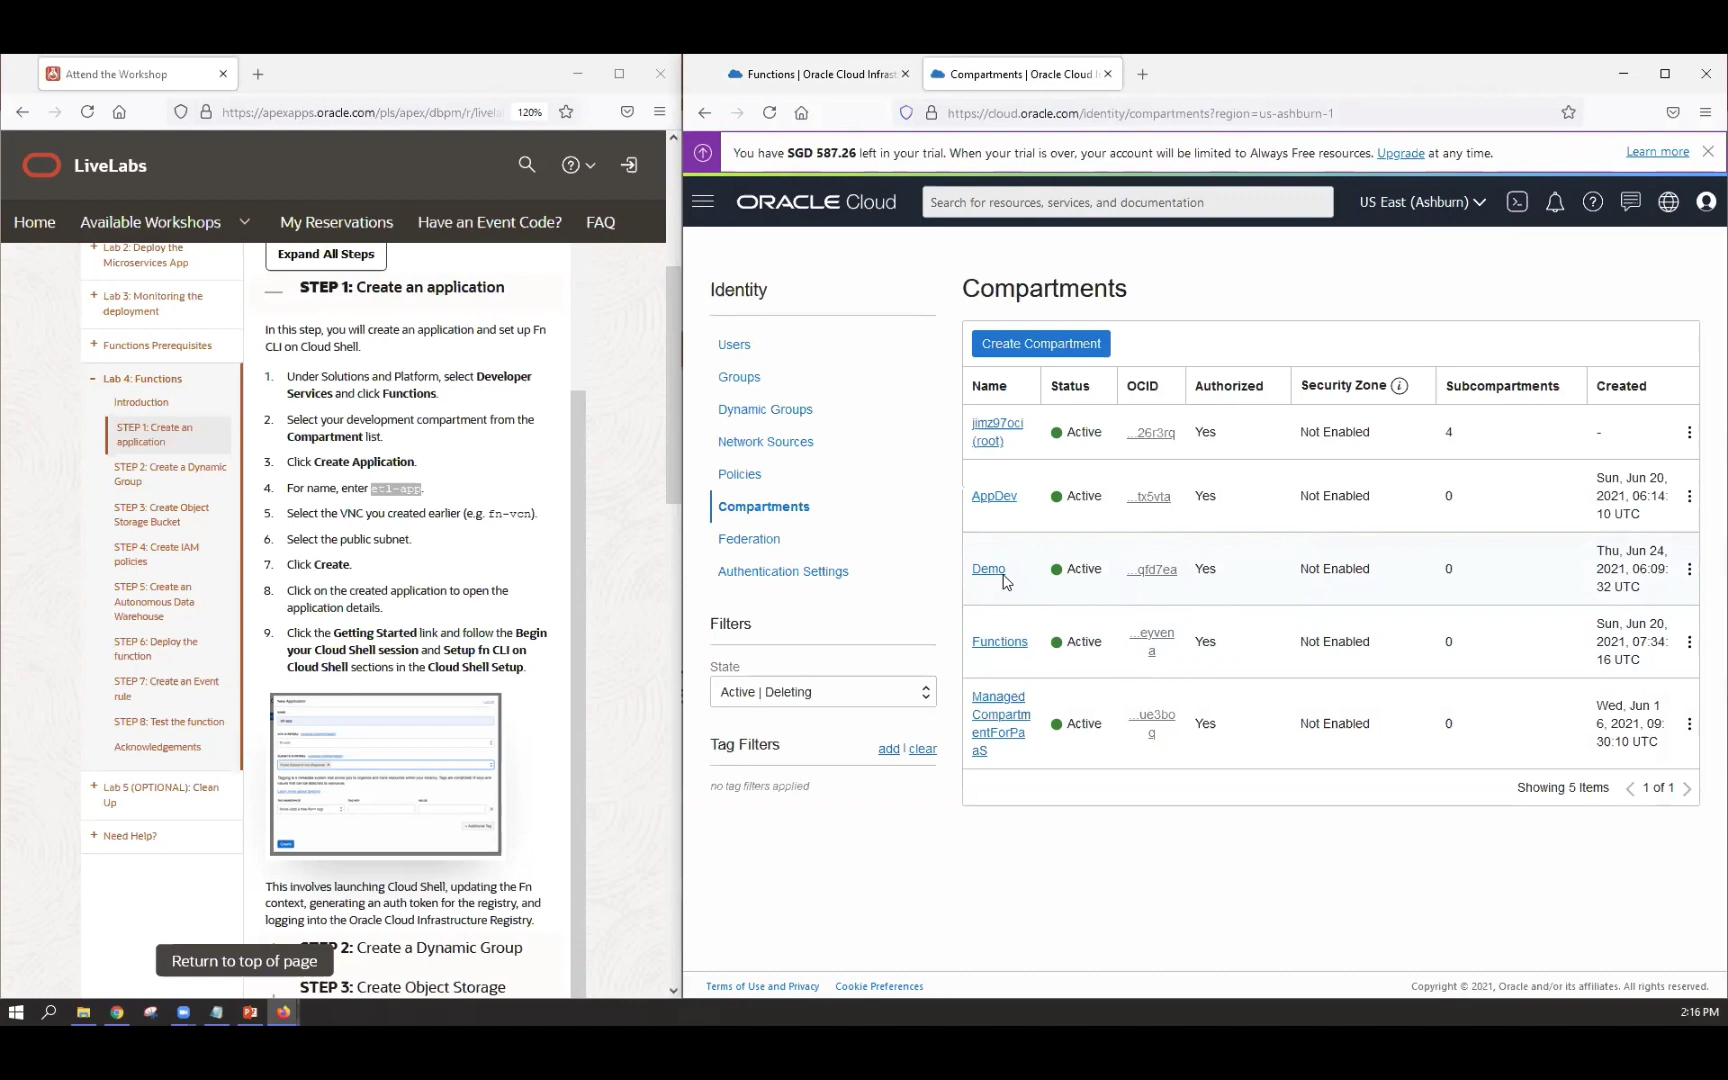 Attend the Workshop
https://apexapps.oracle.com/pls/apex/dbpm/r/livela
120%
LiveLabs
Home
Available Workshops
My Reservations
Have an Event Code?
FAQ
Lab 2: Deploy the
Microservices App
Lab 3: Monitoring the
deployment
Functions Prerequisites
Lab 4: Functions
Introduction
STEP 1: Create an
application
STEP 2: Create a Dynamic
Group
STEP 3: Create Object
Storage Bucket
STEP 4: Create IAM
policies
STEP 5: Create an
Autonomous Data
Warehouse
STEP 6: Deploy the
function
STEP 7: Create an Event
rule
STEP 8: Test the function
Acknowledgements
Lab 5 (OPTIONAL): Clean
Up
Need Help?
Expand All Steps
STEP 1: Create an application
In this step, you will create an application and set up Fn
CLI on Cloud Shell.
1. Under Solutions and Platform, select Developer
Services and click Functions.
2. Select your development compartment from the
Compartment list.
3. Click Create Application.
4. For name, enter etl-app.
5. Select the VNC you created earlier (e.g. fn-vcn).
6. Select the public subnet.
7. Click Create.
8. Click on the created application to open the
application details.
9. Click the Getting Started link and follow the Begin
your Cloud Shell session and Setup fn CLI on
Cloud Shell sections in the Cloud Shell Setup.
New Application
Create
This involves launching Cloud Shell, updating the Fn
context, generating an auth token for the registry, and
logging into the Oracle Cloud Infrastructure Registry.
2: Create a Dynamic Group
Return to top of page
STEP 3: Create Object Storage
Functions | Oracle Cloud Infrast
Compartments | Oracle Cloud I
https://cloud.oracle.com/identity/compartments?region=us-ashburn-1
You have SGD 587.26 left in your trial. When your trial is over, your account will be limited to Always Free resources. Upgrade at any time.
Learn more
ORACLE Cloud
Search for resources, services, and documentation
US East (Ashburn)
Identity
Users
Groups
Dynamic Groups
Network Sources
Policies
Compartments
Federation
Authentication Settings
Filters
State
Active | Deleting
Tag Filters
add | clear
no tag filters applied
Compartments
Create Compartment
Name Status OCID Authorized Security Zone Subcompartments Created
jimz97oci
(root)
Active ...26r3rq Yes Not Enabled 4 -
AppDev Active ...tx5vta Yes Not Enabled 0
Sun, Jun 20,
2021, 06:14:
10 UTC
Demo Active ...qfd7ea Yes Not Enabled 0
Thu, Jun 24,
2021, 06:09:
32 UTC
Functions Active
...eyven
a
Yes Not Enabled 0
Sun, Jun 20,
2021, 07:34:
16 UTC
Managed
Compartm
entForPa
aS
Active
...ue3bo
q
Yes Not Enabled 0
Wed, Jun 1
6, 2021, 09:
30:10 UTC
Showing 5 Items
1 of 1
Terms of Use and Privacy
Cookie Preferences
Copyright © 2021, Oracle and/or its affiliates. All rights reserved.
2:16 PM